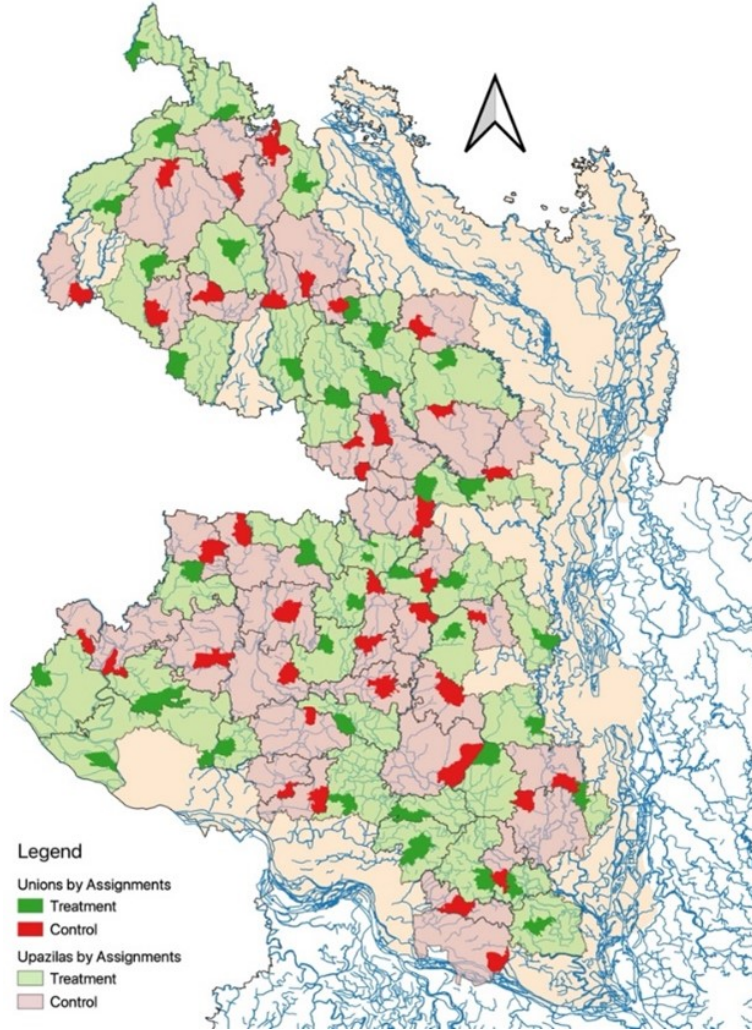 Legend
Unions by Assignments
Treatment
Control
Upazilas by Assignments
Treatment
Control